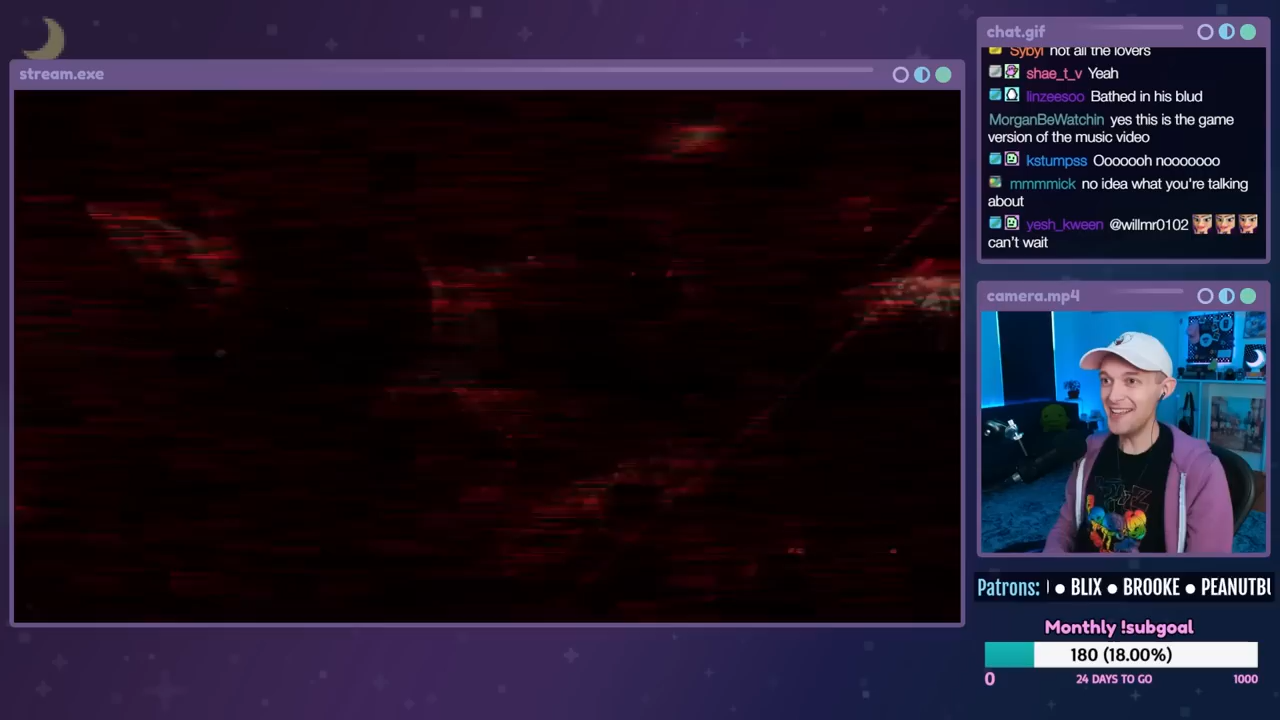 stream.exe
chat.gif
Sybyl not all the lovers
shae_t_v Yeah
linzeesoo Bathed in his blud
MorganBeWatchin yes this is the game
version of the music video
kstumpss Ooooooh nooooooo
mmmmick no idea what you're talking
about
yesh_kween @willmr0102
can't wait
camera.mp4
Patrons: ● BLIX ● BROOKE ● PEANUTBU
Monthly !subgoal
180 (18.00%)
0 24 DAYS TO GO 1000